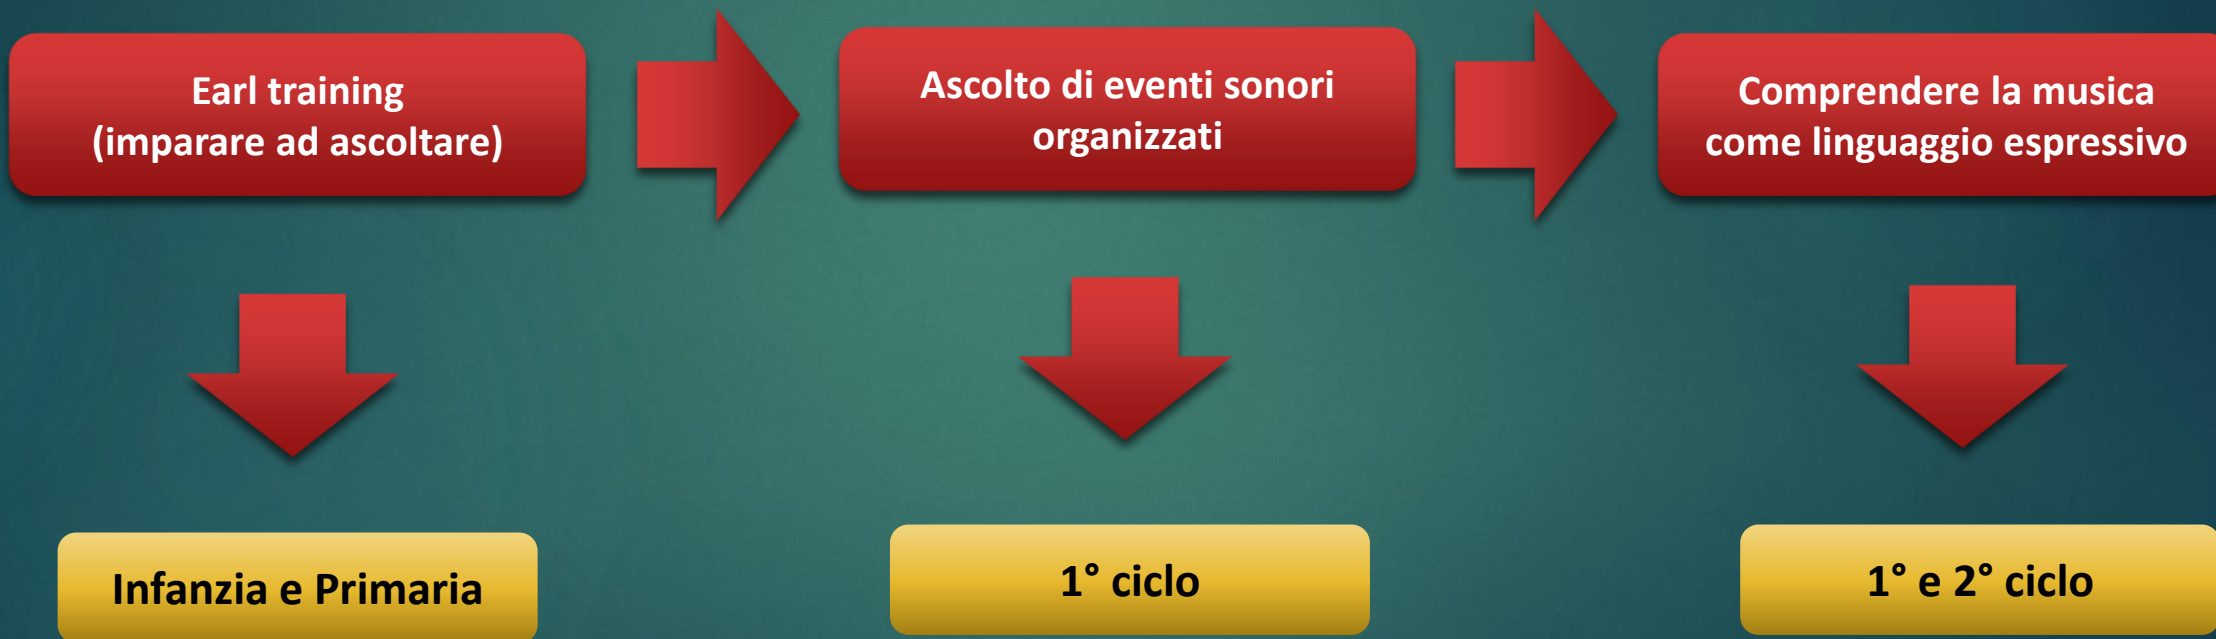 Earl training
(imparare ad ascoltare)
Ascolto di eventi sonori
organizzati
Comprendere la musica
come linguaggio espressivo
Infanzia e Primaria
1° ciclo
1° e 2° ciclo